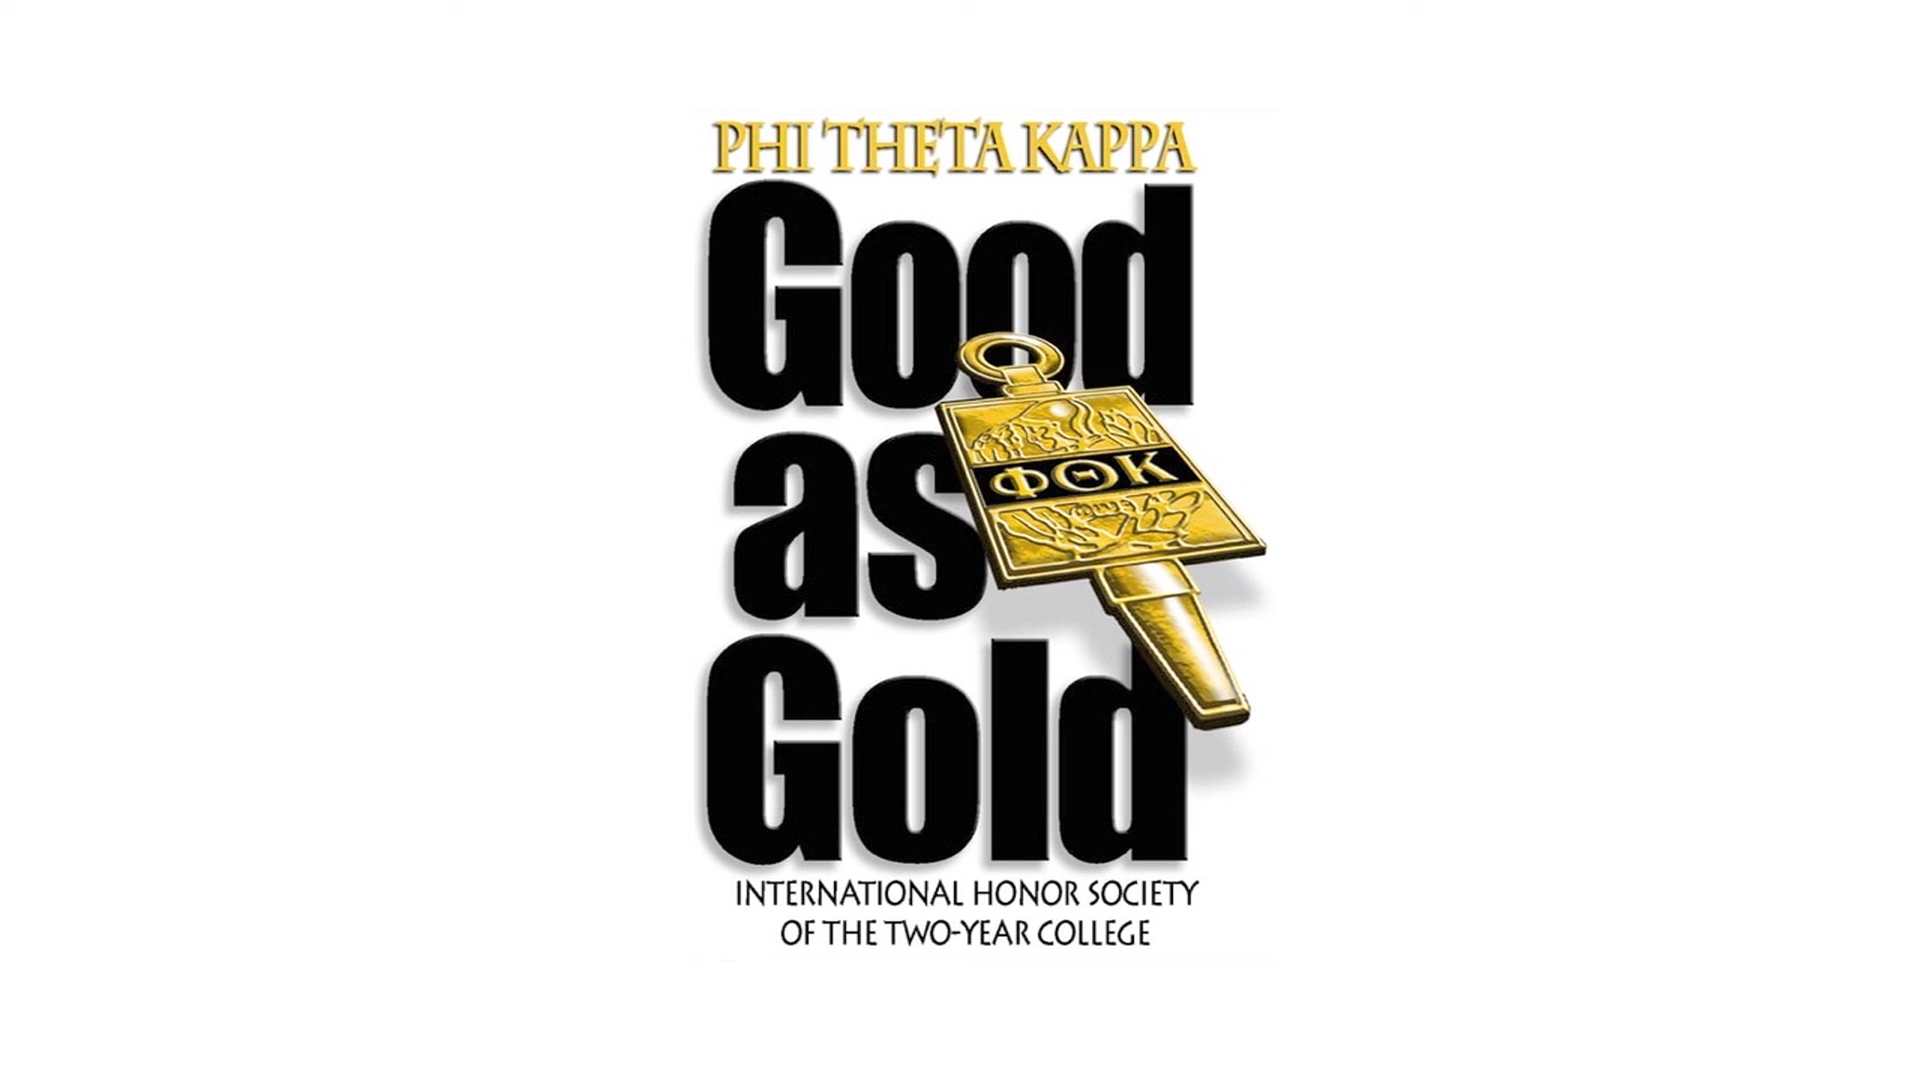 PHI THETA KAPPA
Good
as
ΦΘΚ
Gold
INTERNATIONAL HONOR SOCIETY
OF THE TWO-YEAR COLLEGE